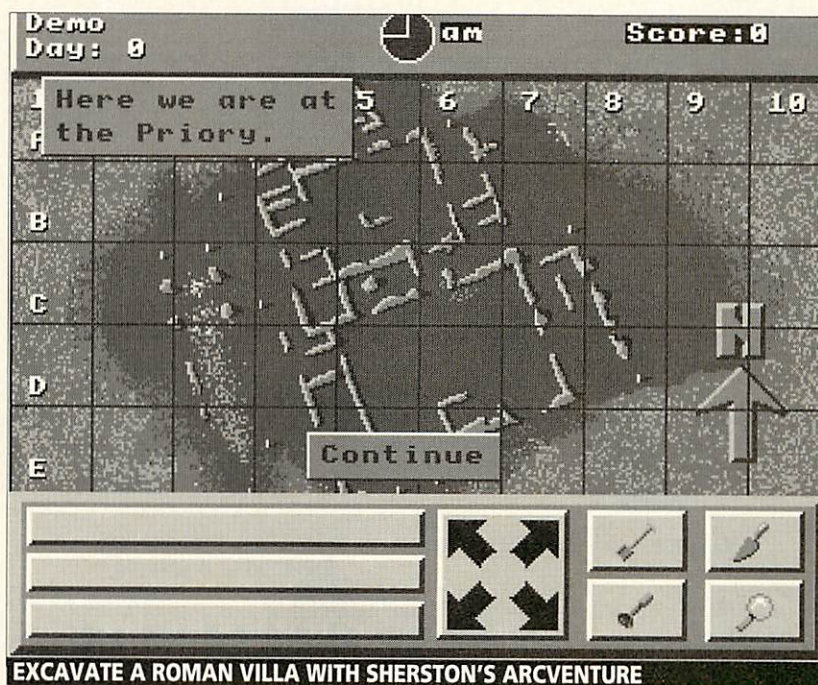 Demo
Day: 0
am
Score:0
Here we are at
the Priory.
5 6 7 8 9 10
B
C
D
E
N
Continue
EXCAVATE A ROMAN VILLA WITH SHERSTON'S ARCVENTURE